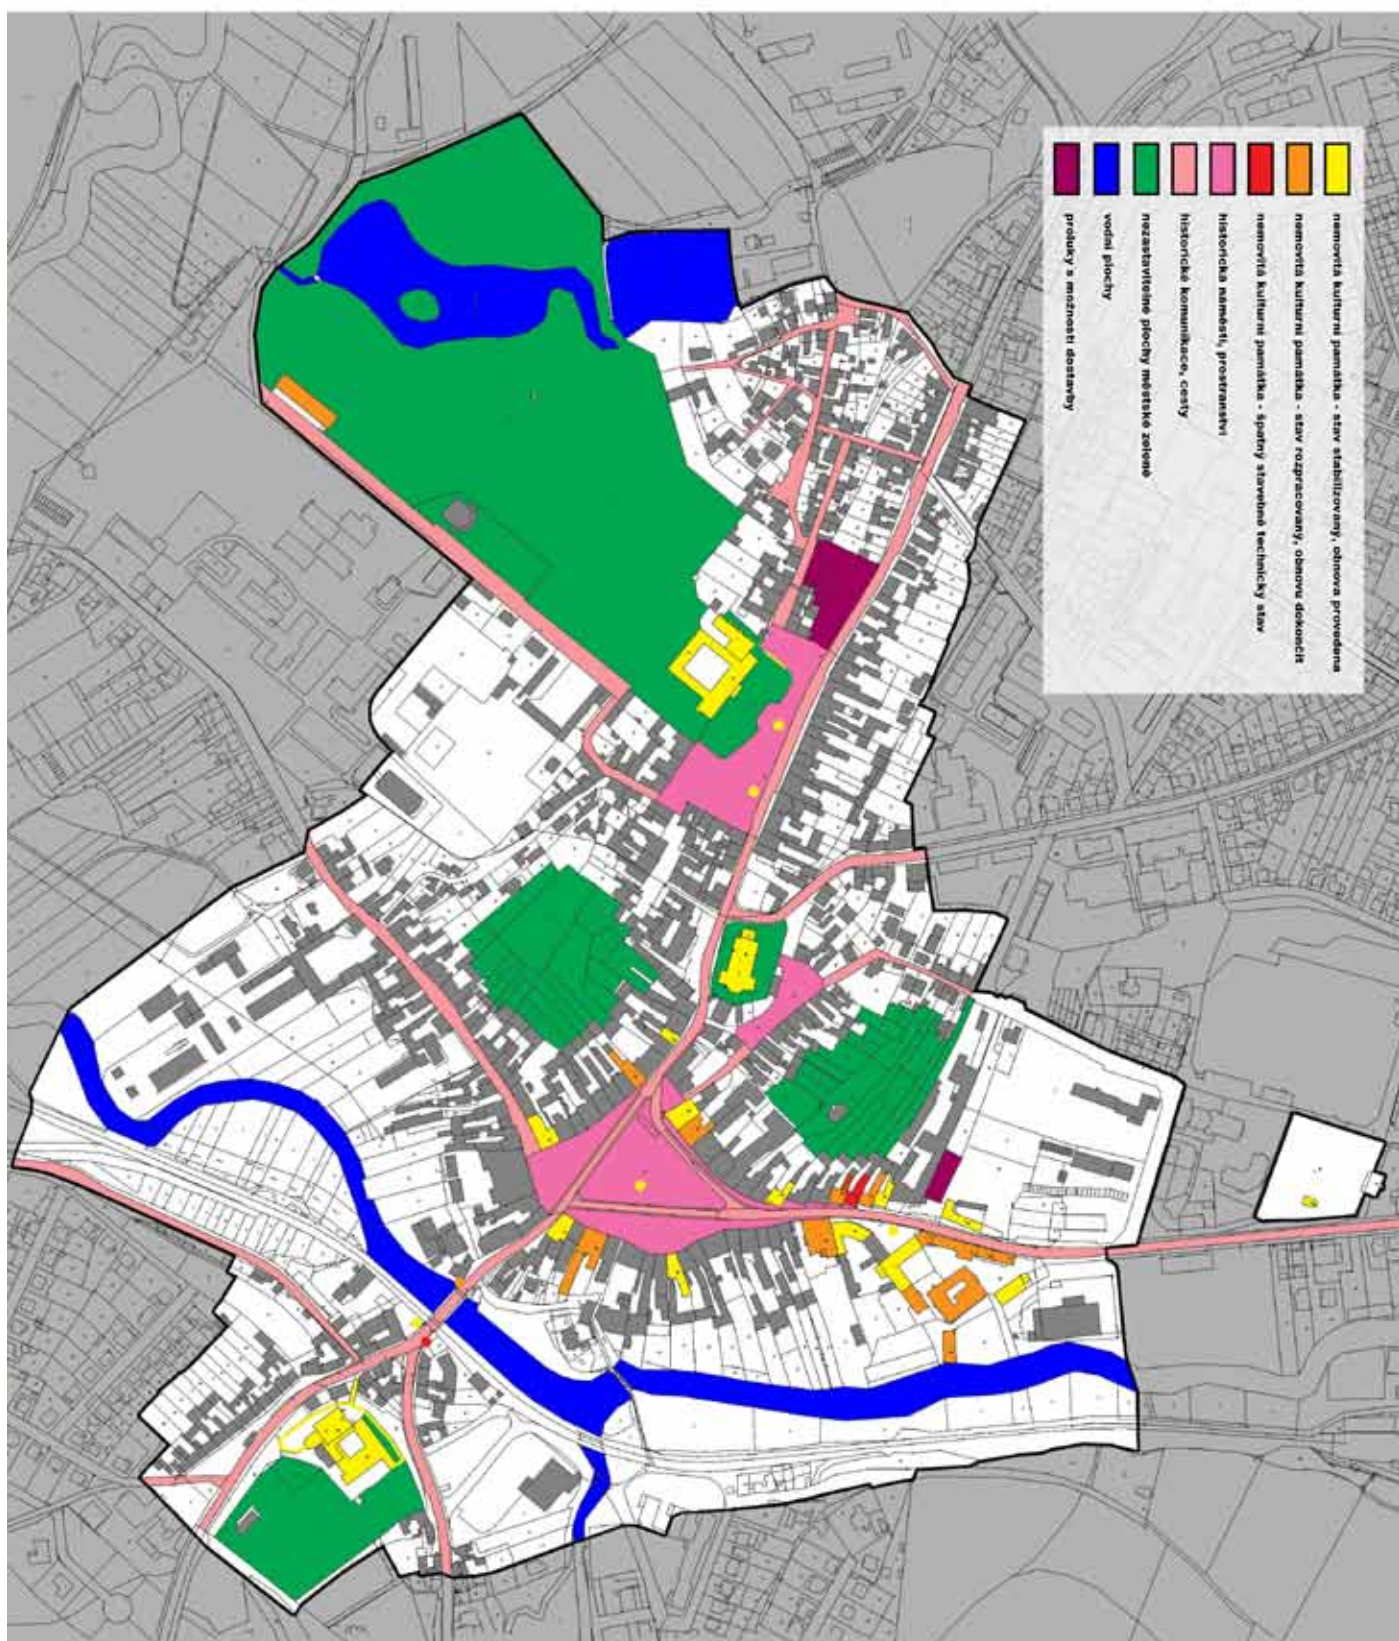 nemovitá kulturní památka - stav stabilizovaný, obnova provedena
nemovitá kulturní památka - stav rozpracovaný, obnovu dokončit
nemovitá kulturní památka - špatný stavebně technický stav
historická náměstí, prostranství
historické komunikace, cesty
nezastavitelné plochy městské zeleně
vodní plochy
proluky s možností dostavby